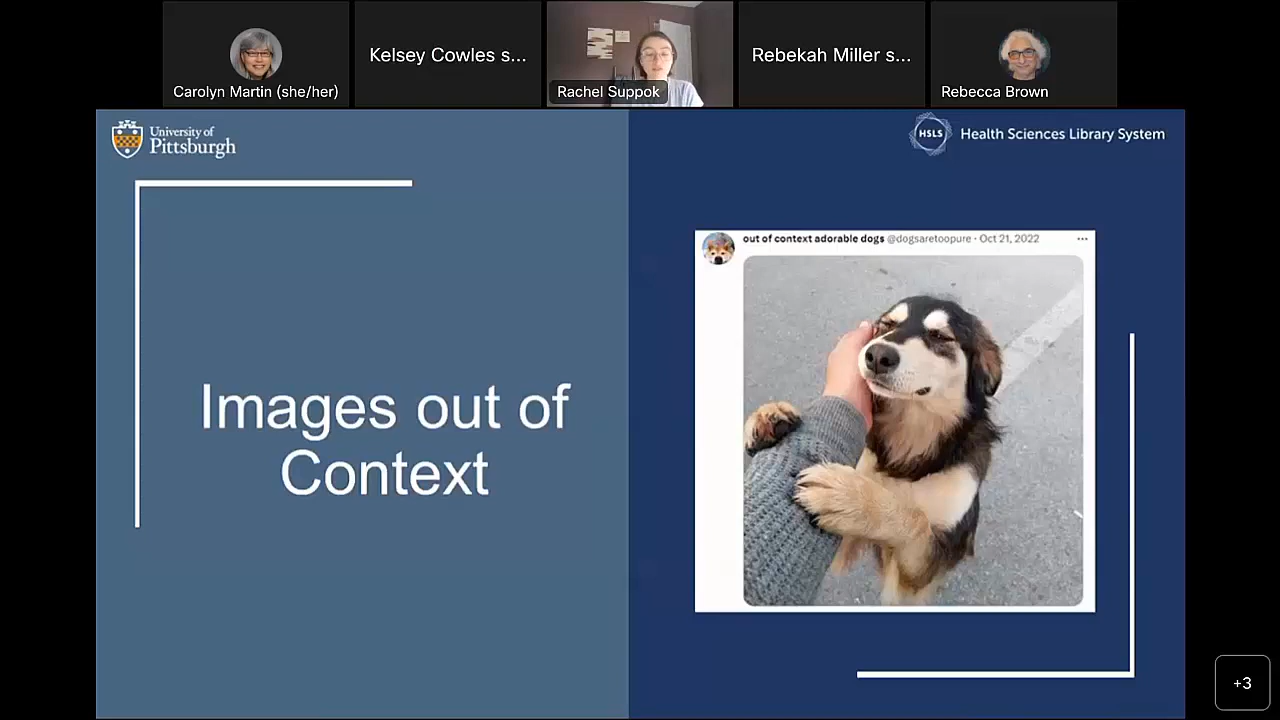 Carolyn Martin (she/her)
Kelsey Cowles s...
Rachel Suppok
Rebekah Miller s...
Rebecca Brown
University of
Pittsburgh
HSLS
Health Sciences Library System
out of context adorable dogs @dogsaretoopure · Oct 21, 2022 ...
Images out of
Context
+3